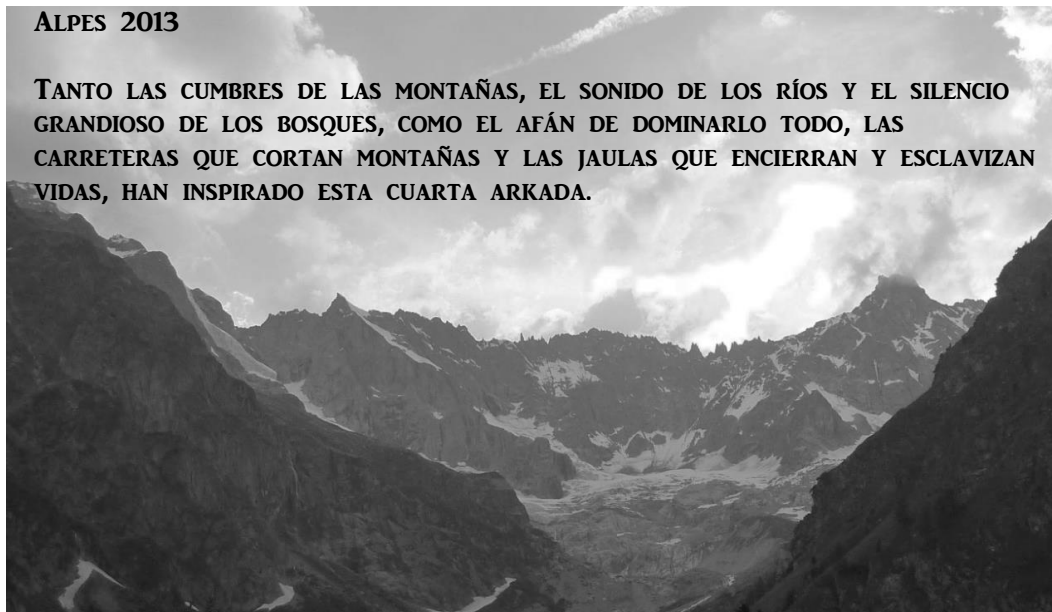 Alpes 2013
Tanto las cumbres de las montañas, el sonido de los ríos y el silencio
grandioso de los bosques, como el afán de dominarlo todo, las
carreteras que cortan montañas y las jaulas que encierran y esclavizan
vidas, han inspirado esta cuarta arkada.